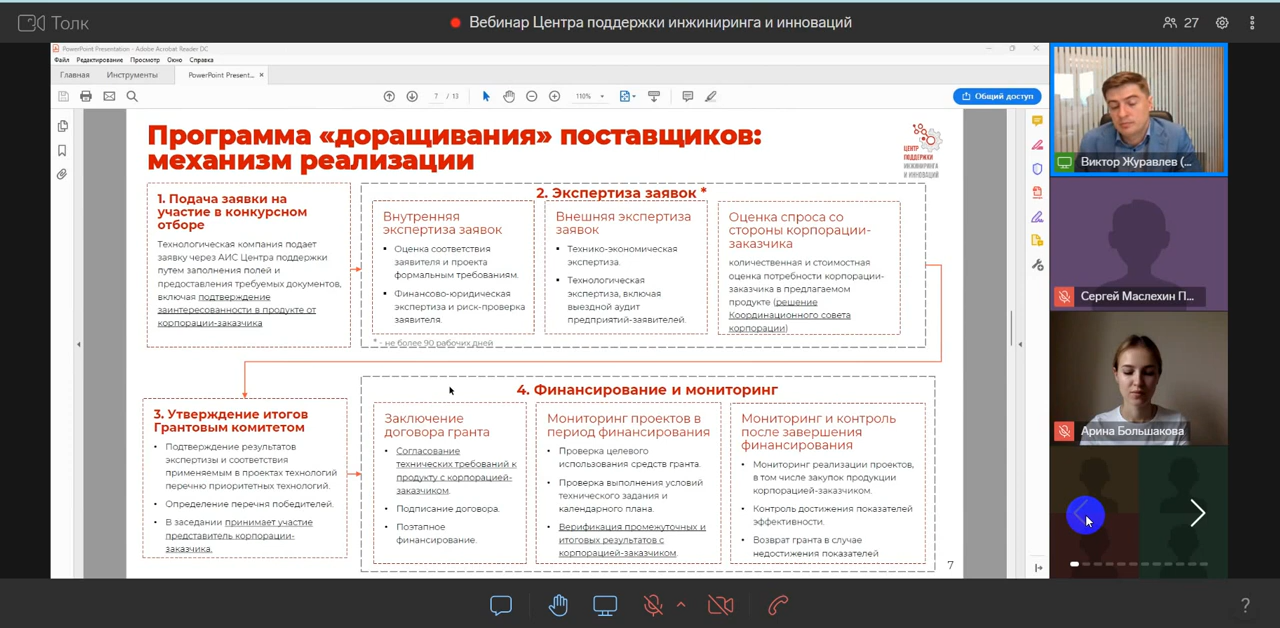 Толк
Вебинар Центра поддержки инжиниринга и инноваций
27
PowerPoint Presentation - Adobe Acrobat Reader DC
Файл Редактирование Просмотр Окно Справка
Главная Инструменты PowerPoint Present... ×
7 / 13
110%
Общий доступ
Программа «доращивания» поставщиков:
механизм реализации
ЦЕНТР
ПОДДЕРЖКИ
ИНЖИНИРИНГА
И ИННОВАЦИЙ
1. Подача заявки на
участие в конкурсном
отборе
Технологическая компания подает
заявку через АИС Центра поддержки
путем заполнения полей и
предоставления требуемых документов,
включая подтверждение
заинтересованности в продукте от
корпорации-заказчика
2. Экспертиза заявок *
Внутренняя
экспертиза заявок
▪ Оценка соответствия
заявителя и проекта
формальным требованиям.
▪ Финансово-юридическая
экспертиза и риск-проверка
заявителя.
Внешняя экспертиза
заявок
▪ Технико-экономическая
экспертиза.
▪ Технологическая
экспертиза, включая
выездной аудит
предприятий-заявителей.
Оценка спроса со
стороны корпорации-
заказчика
количественная и стоимостная
оценка потребности корпорации-
заказчика в предлагаемом
продукте (решение
Координационного совета
корпорации)
* - не более 90 рабочих дней
3. Утверждение итогов
Грантовым комитетом
• Подтверждение результатов
экспертизы и соответствия
применяемым в проектах технологий
перечню приоритетных технологий.
• Определение перечня победителей.
• В заседании принимает участие
представитель корпорации-
заказчика.
4. Финансирование и мониторинг
Заключение
договора гранта
• Согласование
технических требований к
продукту с корпорацией-
заказчиком.
• Подписание договора.
• Поэтапное
финансирование.
Мониторинг проектов в
период финансирования
• Проверка целевого
использования средств гранта.
• Проверка выполнения условий
технического задания и
календарного плана.
• Верификация промежуточных и
итоговых результатов с
корпорацией-заказчиком.
Мониторинг и контроль
после завершения
финансирования
• Мониторинг реализации проектов,
в том числе закупок продукции
корпорацией-заказчиком.
• Контроль достижения показателей
эффективности.
• Возврат гранта в случае
недостижения показателей
7
Виктор Журавлев (...
Сергей Маслехин П...
Арина Большакова
?